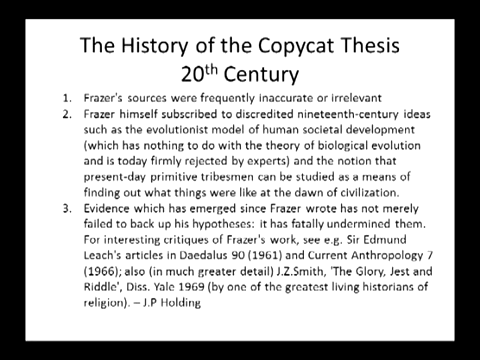 The History of the Copycat Thesis
20th Century
1. Frazer's sources were frequently inaccurate or irrelevant
2. Frazer himself subscribed to discredited nineteenth-century ideas
such as the evolutionist model of human societal development
(which has nothing to do with the theory of biological evolution
and is today firmly rejected by experts) and the notion that
present-day primitive tribesmen can be studied as a means of
finding out what things were like at the dawn of civilization.
3. Evidence which has emerged since Frazer wrote has not merely
failed to back up his hypotheses: it has fatally undermined them.
For interesting critiques of Frazer's work, see e.g. Sir Edmund
Leach's articles in Daedalus 90 (1961) and Current Anthropology 7
(1966); also (in much greater detail) J.Z.Smith, 'The Glory, Jest and
Riddle', Diss. Yale 1969 (by one of the greatest living historians of
religion). – J.P Holding